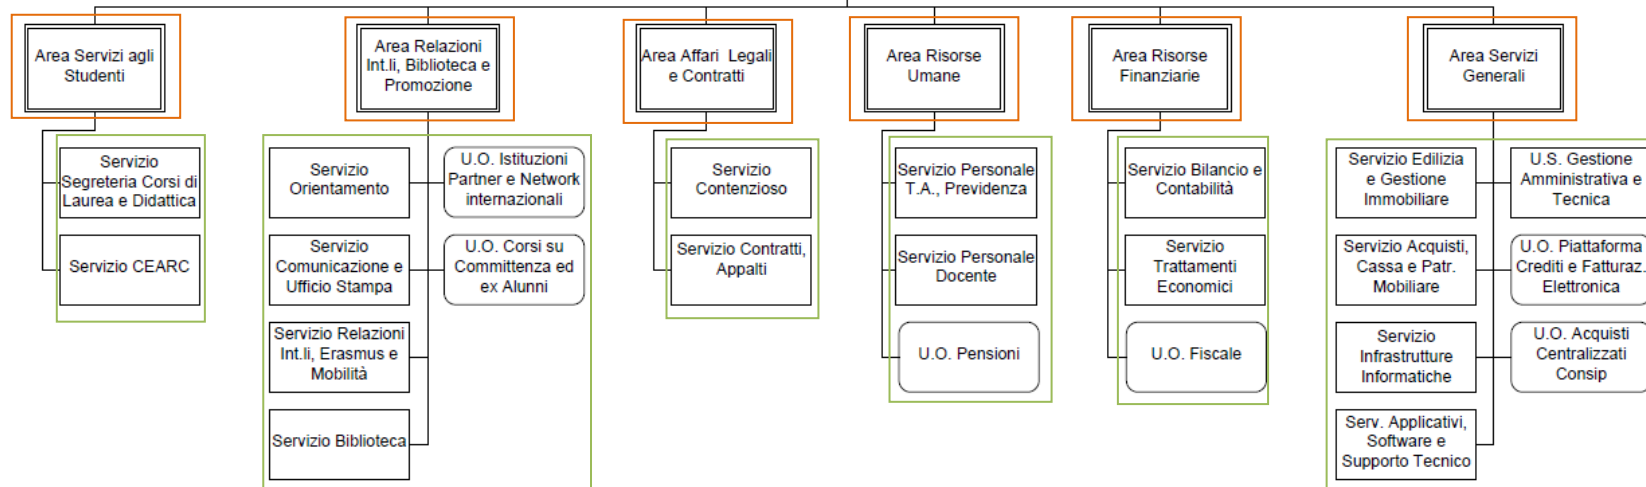 Area Servizi agli
Studenti
Area Relazioni
Int.li, Biblioteca e
Promozione
Area Affari Legali
e Contratti
Area Risorse
Umane
Area Risorse
Finanziarie
Area Servizi
Generali
Servizio
Segreteria Corsi di
Laurea e Didattica
Servizio CEARC
Servizio
Orientamento
U.O. Istituzioni
Partner e Network
internazionali
Servizio
Comunicazione e
Ufficio Stampa
U.O. Corsi su
Committenza ed
ex Alunni
Servizio Relazioni
Int.li, Erasmus e
Mobilità
Servizio Biblioteca
Servizio
Contenzioso
Servizio Contratti,
Appalti
Servizio Personale
T.A., Previdenza
Servizio Personale
Docente
U.O. Pensioni
Servizio Bilancio e
Contabilità
Servizio
Trattamenti
Economici
U.O. Fiscale
Servizio Edilizia
e Gestione
Immobiliare
U.S. Gestione
Amministrativa e
Tecnica
Servizio Acquisti,
Cassa e Patr.
Mobiliare
U.O. Piattaforma
Crediti e Fatturaz.
Elettronica
Servizio
Infrastrutture
Informatiche
U.O. Acquisti
Centralizzati
Consip
Serv. Applicativi,
Software e
Supporto Tecnico